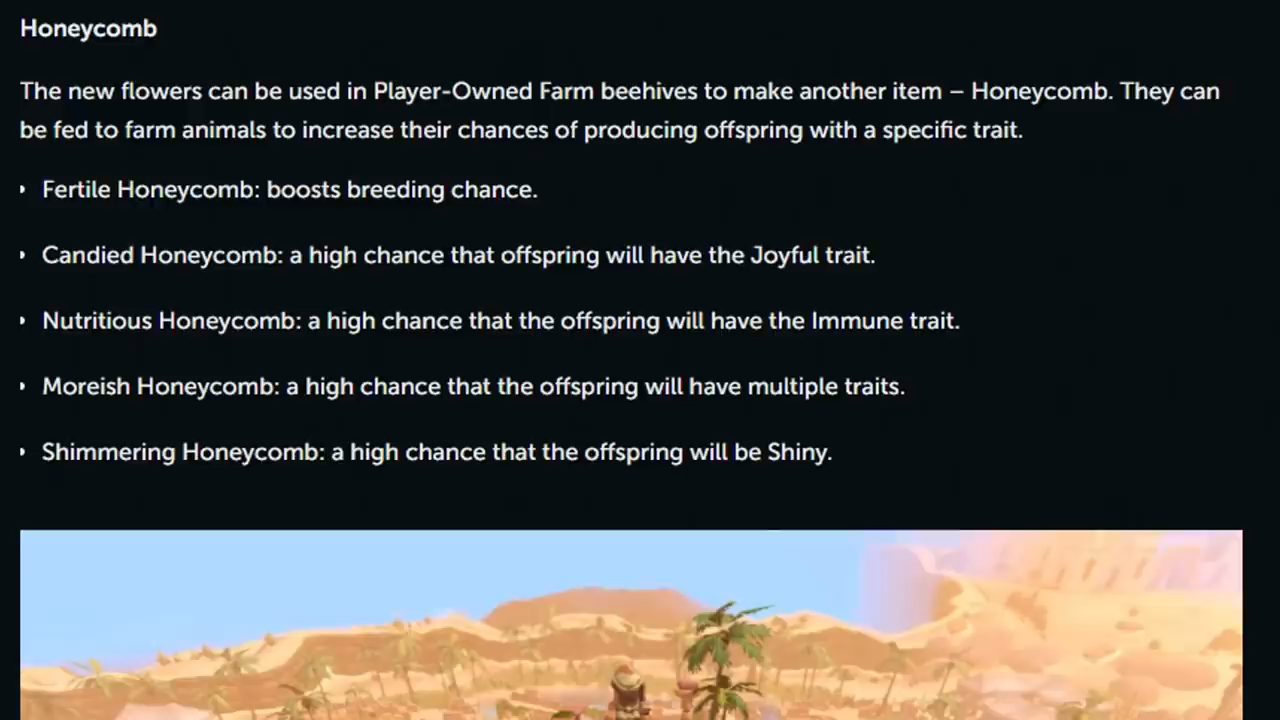 Honeycomb
The new flowers can be used in Player-Owned Farm beehives to make another item – Honeycomb. They can
be fed to farm animals to increase their chances of producing offspring with a specific trait.
Fertile Honeycomb: boosts breeding chance.
Candied Honeycomb: a high chance that offspring will have the Joyful trait.
Nutritious Honeycomb: a high chance that the offspring will have the Immune trait.
Moreish Honeycomb: a high chance that the offspring will have multiple traits.
Shimmering Honeycomb: a high chance that the offspring will be Shiny.